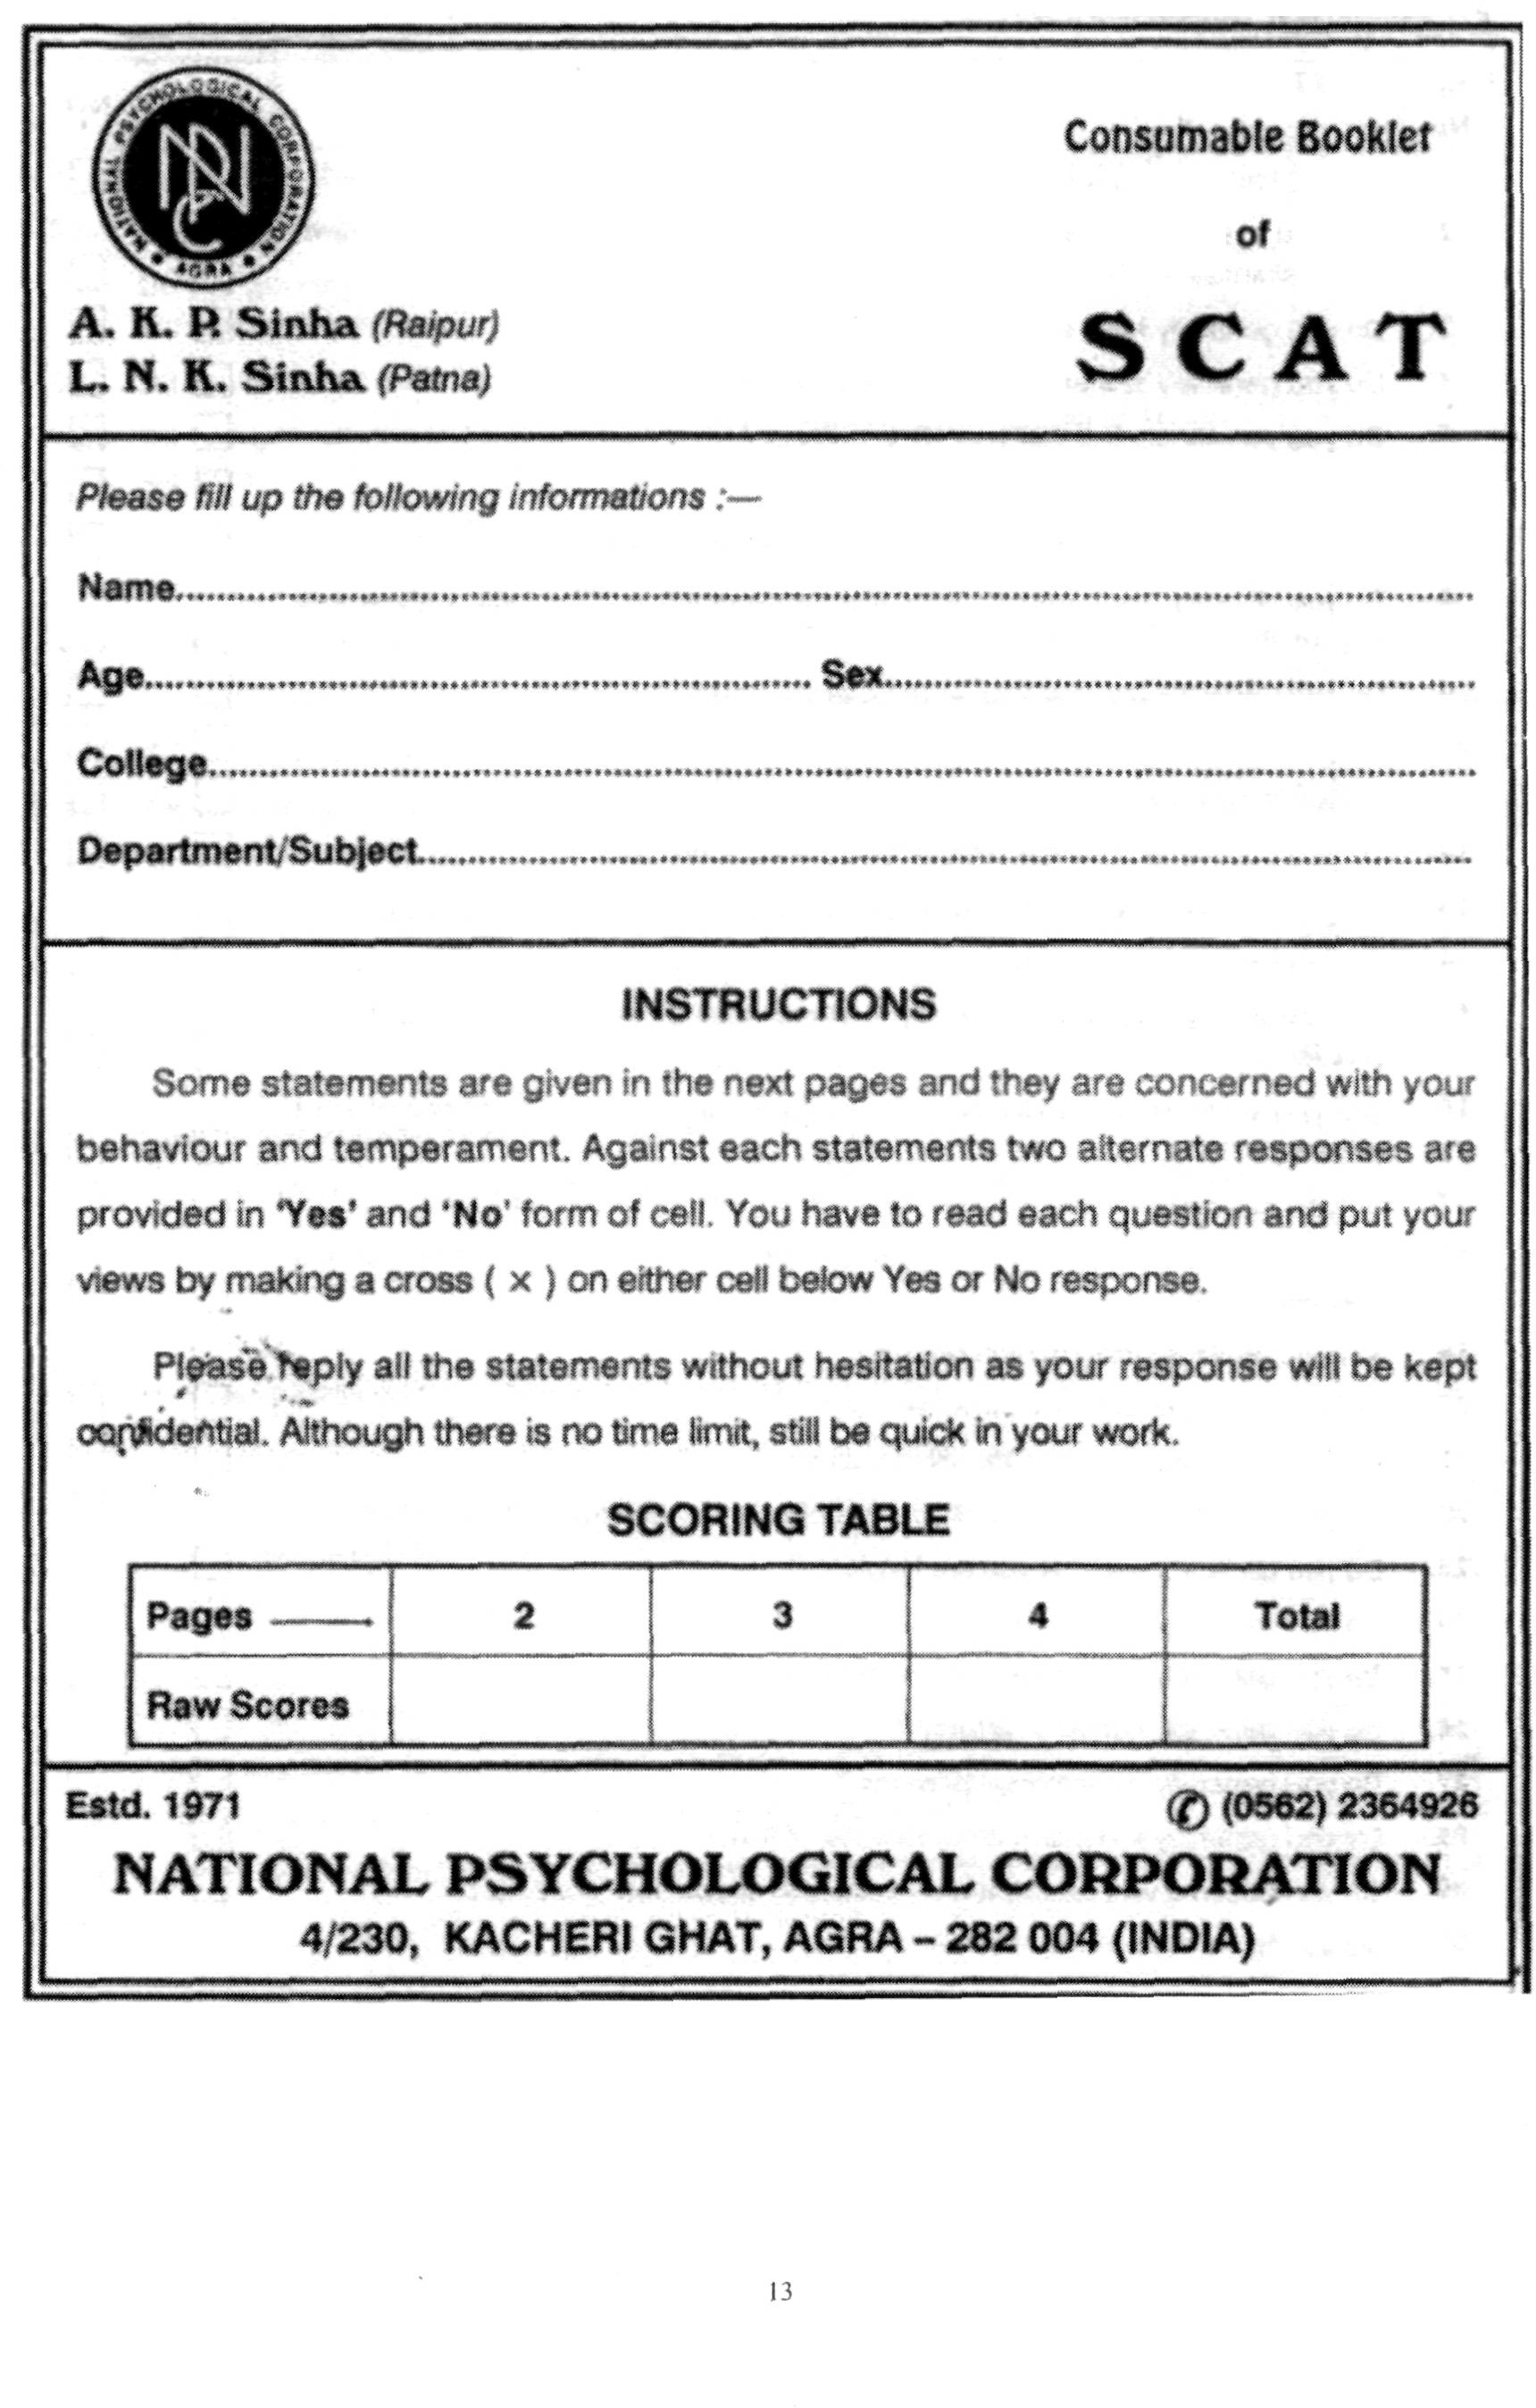 NATIONAL PSYCHOLOGICAL CORPORATION
AGRA
NPC
Consumable Booklet
of
SCAT
A. K. P. Sinha (Raipur)
L. N. K. Sinha (Patna)
Please fill up the following informations :—
Name
Age Sex
College
Department/Subject
INSTRUCTIONS
Some statements are given in the next pages and they are concerned with your
behaviour and temperament. Against each statements two alternate responses are
provided in 'Yes' and 'No' form of cell. You have to read each question and put your
views by making a cross ( × ) on either cell below Yes or No response.
Please reply all the statements without hesitation as your response will be kept
confidential. Although there is no time limit, still be quick in your work.
SCORING TABLE
Pages 2 3 4 Total
Raw Scores
Estd. 1971 ✆ (0562) 2364926
NATIONAL PSYCHOLOGICAL CORPORATION
4/230, KACHERI GHAT, AGRA – 282 004 (INDIA)
13